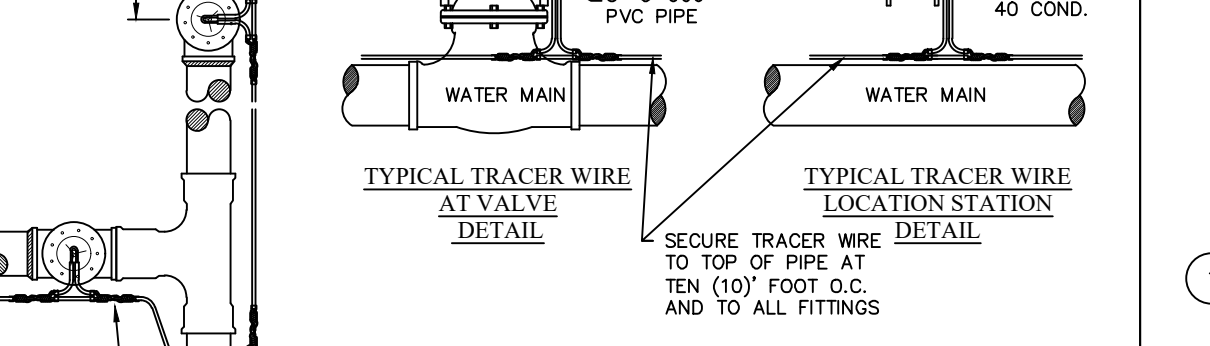 PVC PIPE
40 COND.
WATER MAIN
WATER MAIN
TYPICAL TRACER WIRE
AT VALVE
DETAIL
TYPICAL TRACER WIRE
LOCATION STATION
DETAIL
SECURE TRACER WIRE
TO TOP OF PIPE AT
TEN (10)' FOOT O.C.
AND TO ALL FITTINGS